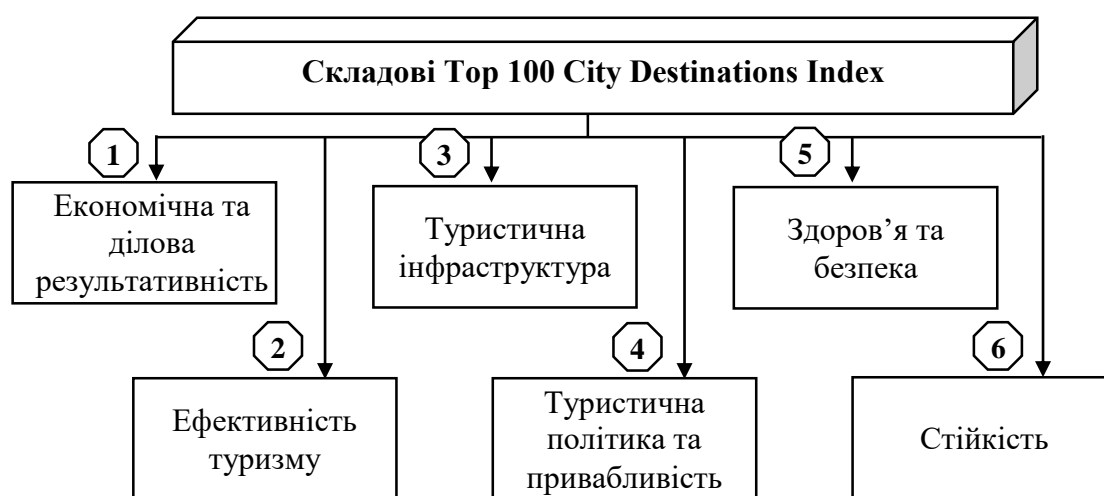 Складові Top 100 City Destinations Index
1
Економічна та
ділова
результативність
2
Ефективність
туризму
3
Туристична
інфраструктура
4
Туристична
політика та
привабливість
5
Здоров’я та
безпека
6
Стійкість